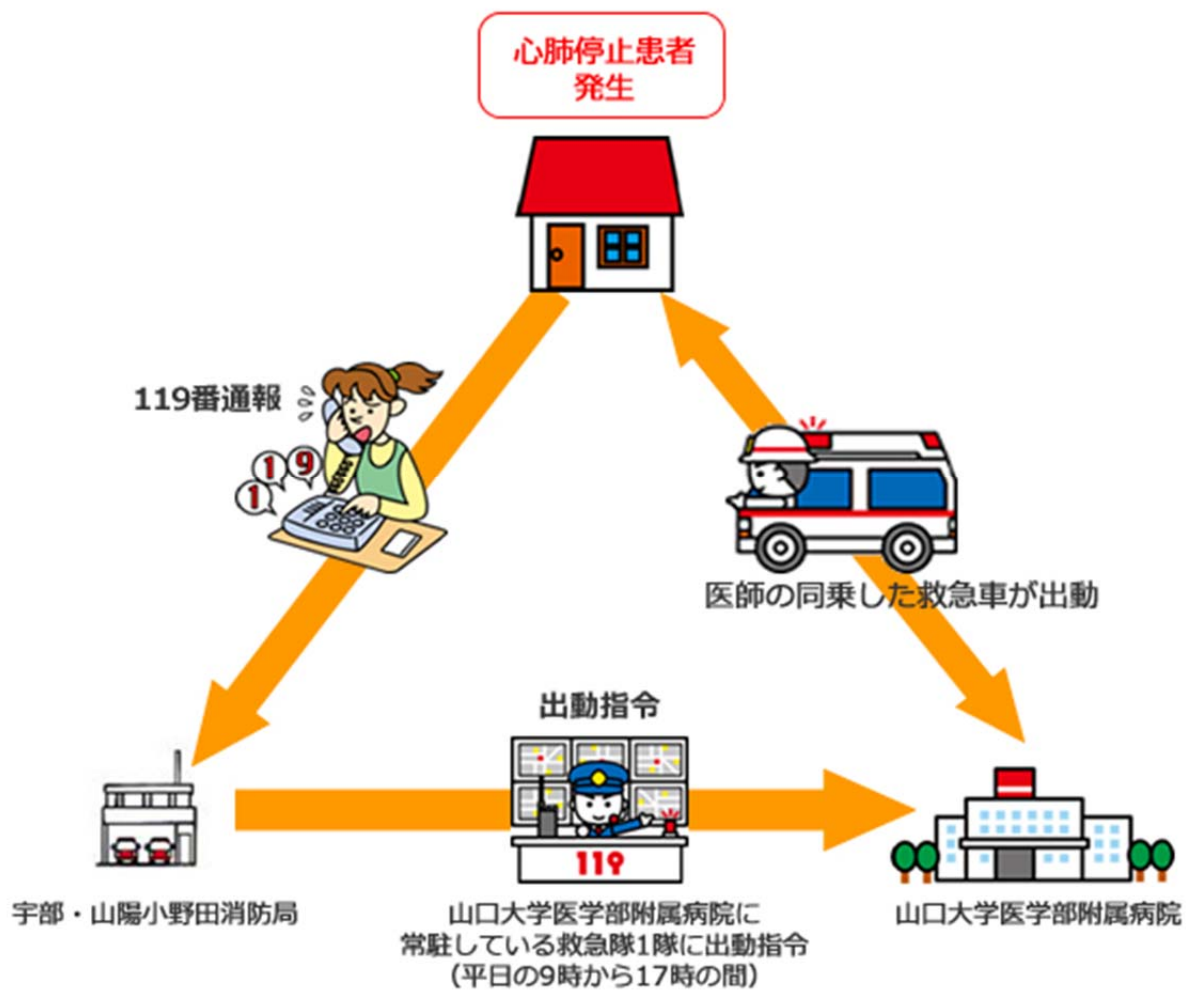 心肺停止患者
発生
119番通報
1
1
9
医師の同乗した救急車が出動
出動指令
119
宇部・山陽小野田消防局
山口大学医学部附属病院に
常駐している救急隊1隊に出動指令
（平日の9時から17時の間）
山口大学医学部附属病院